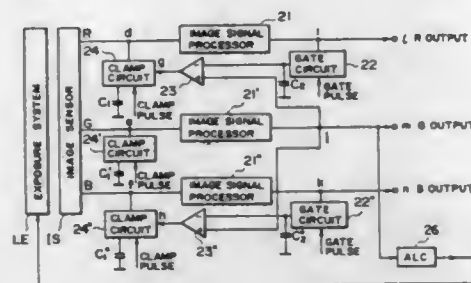 21
R
d
IMAGE SIGNAL PROCESSOR
i
l R OUTPUT
24
CLAMP CIRCUIT
g
23
GATE CIRCUIT
22
C1
CLAMP PULSE
C2
GATE PULSE
EXPOSURE SYSTEM
IMAGE SENSOR
21'
G
e
IMAGE SIGNAL PROCESSOR
j
m G OUTPUT
24'
CLAMP CIRCUIT
C1'
CLAMP PULSE
21"
B
f
IMAGE SIGNAL PROCESSOR
k
n B OUTPUT
LE
IS
CLAMP CIRCUIT
h
GATE CIRCUIT
22"
24"
23"
C2"
26
C1"
CLAMP PULSE
GATE PULSE
ALC